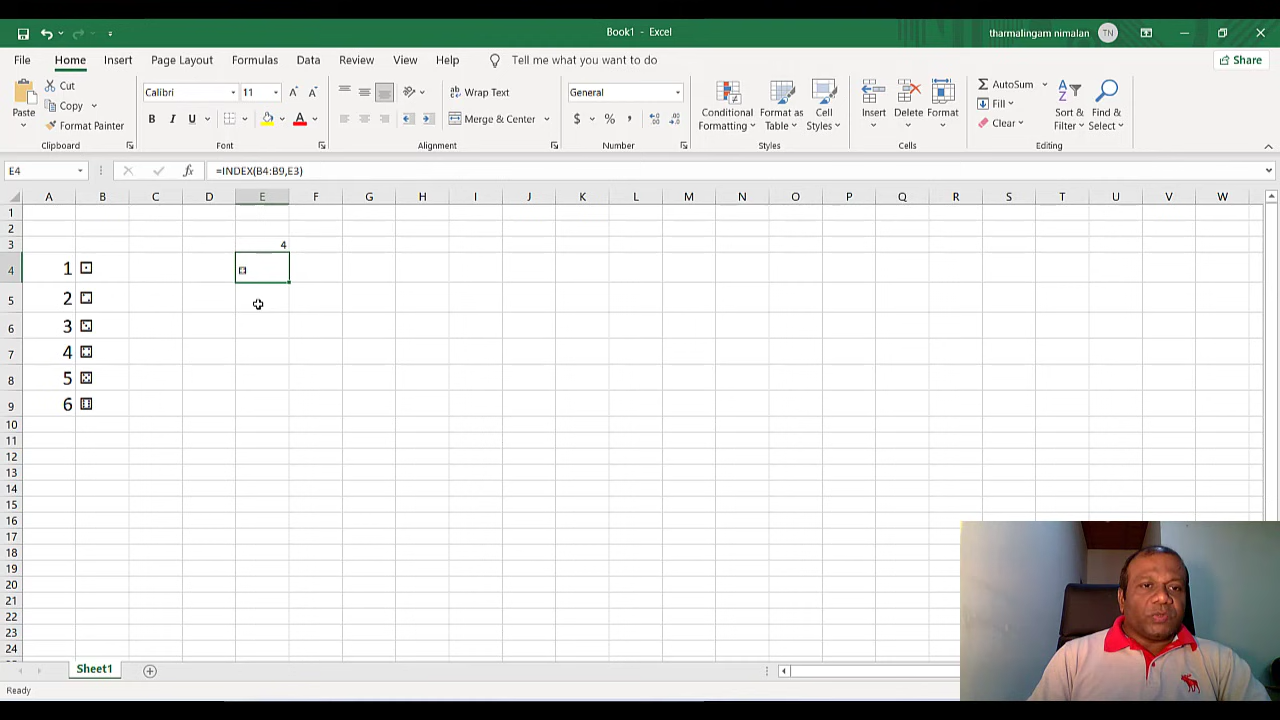 Book1 - Excel
tharmalingam nimalan TN
File Home Insert Page Layout Formulas Data Review View Help Tell me what you want to do Share
Paste Cut Copy Format Painter
Calibri 11 A A B I U A
ab Wrap Text Merge & Center
General $ % ,
Conditional Formatting Format as Table Cell Styles
Insert Delete Format
AutoSum Fill Clear Sort & Filter Find & Select
Clipboard Font Alignment Number Styles Cells Editing
E4 fx =INDEX(B4:B9,E3)
A B C D E F G H I J K L M N O P Q R S T U V W
1
2
3 4
4 1 ⚀ ⚃
5 2 ⚁
6 3 ⚂
7 4 ⚃
8 5 ⚄
9 6 ⚅
10
11
12
13
14
15
16
17
18
19
20
21
22
23
24
Sheet1
Ready